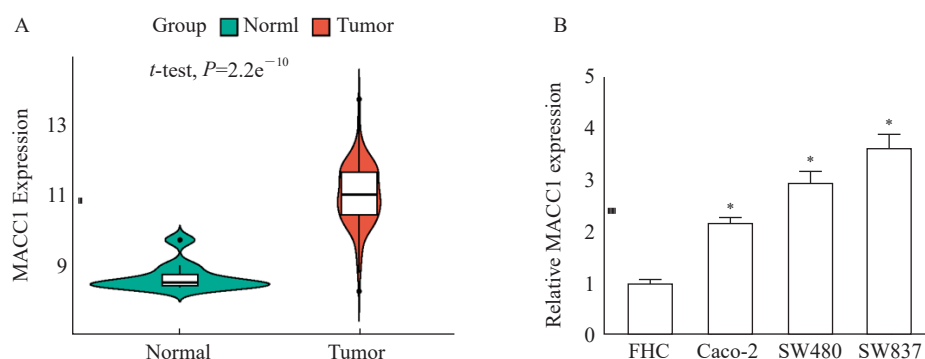 A
Group Norml Tumor
t-test, P=2.2e−10
MACC1 Expression
13
11
9
Normal
Tumor
B
Relative MACC1 expression
5
4
3
2
1
0
*
*
*
FHC
Caco-2
SW480
SW837